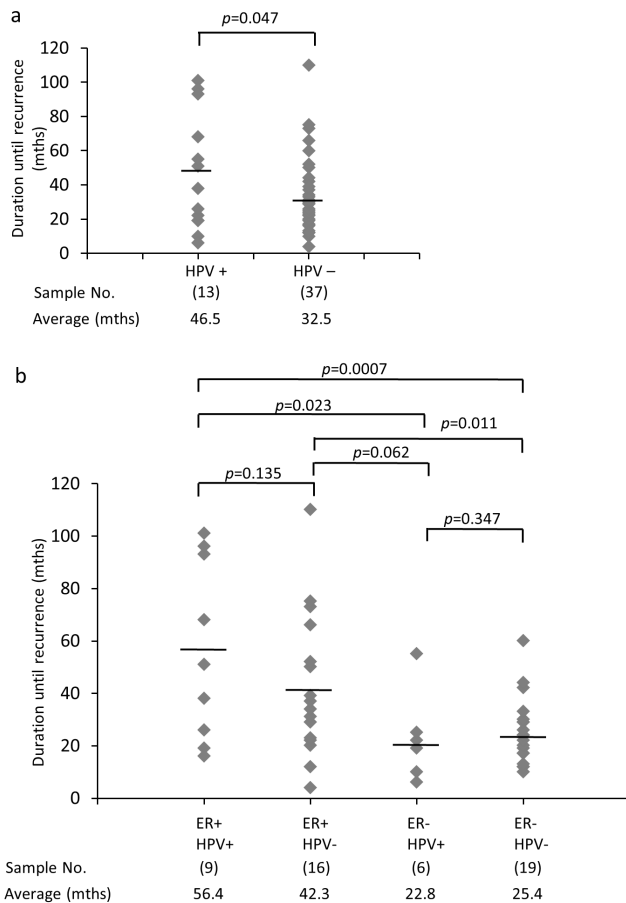 a
p=0.047
Duration until recurrence
(mths)
120
100
80
60
40
20
0
HPV + HPV –
Sample No. (13) (37)
Average (mths) 46.5 32.5
b
p=0.0007
p=0.023
p=0.011
p=0.062
p=0.135
p=0.347
Duration until recurrence (mths)
120
100
80
60
40
20
0
ER+ ER+ ER- ER-
HPV+ HPV- HPV+ HPV-
Sample No. (9) (16) (6) (19)
Average (mths) 56.4 42.3 22.8 25.4